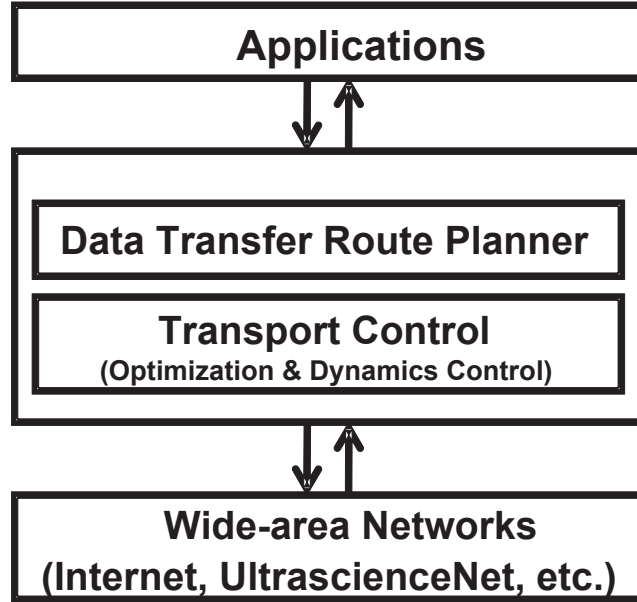 Applications
Data Transfer Route Planner
Transport Control
(Optimization & Dynamics Control)
Wide-area Networks
(Internet, UltrascienceNet, etc.)